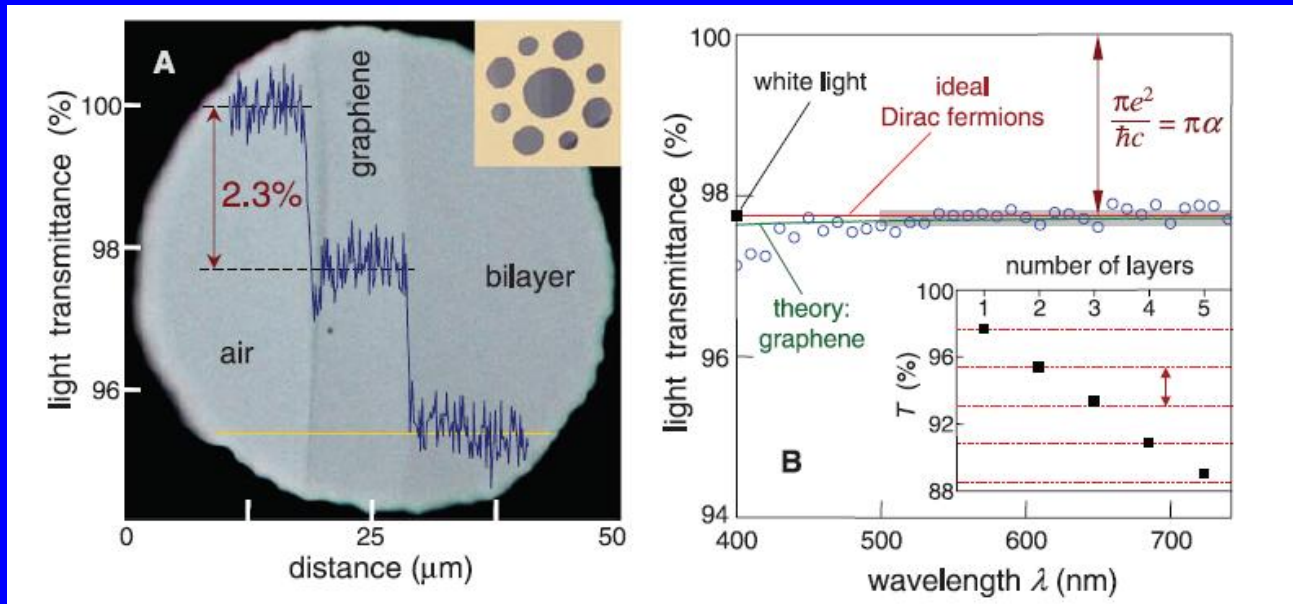 A
light transmittance (%)
100
98
96
2.3%
graphene
air
bilayer
0
25
50
distance (μm)
100
98
96
94
light transmittance (%)
white light
ideal
Dirac fermions
πe²/ħc = πα
theory:
graphene
B
number of layers
1 2 3 4 5
100
96
92
88
T (%)
400 500 600 700
wavelength λ (nm)